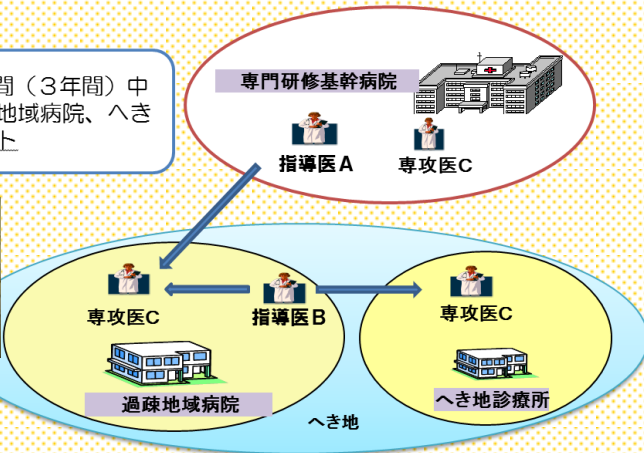 間（３年間）中
地域病院、へき
ト
専門研修基幹病院
指導医A
専攻医C
専攻医C
指導医B
専攻医C
過疎地域病院
へき地診療所
へき地